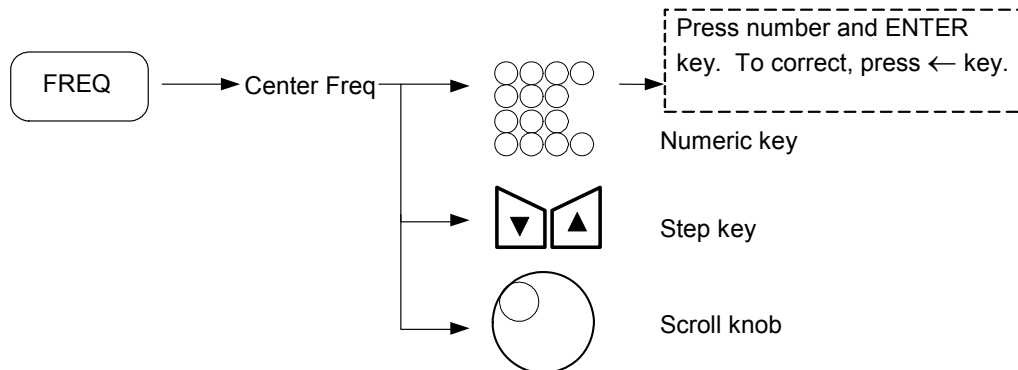 FREQ
Center Freq
Press number and ENTER
key. To correct, press ← key.
Numeric key
Step key
Scroll knob